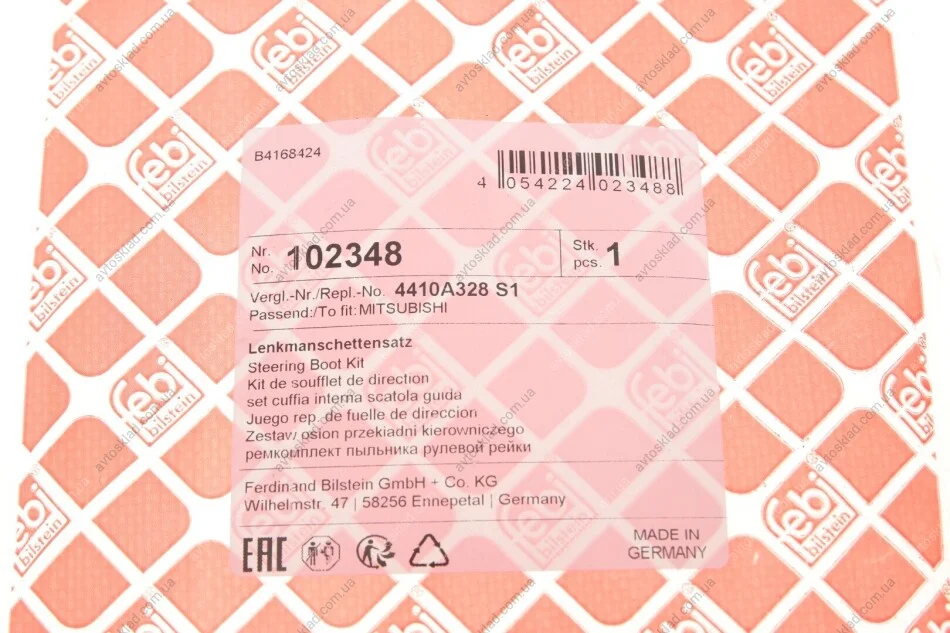 B4168424
4 054224 023488
Nr.
No. 102348
Stk.
pcs. 1
Vergl.-Nr./Repl.-No. 4410A328 S1
Passend:/To fit: MITSUBISHI
Lenkmanschettensatz
Steering Boot Kit
Kit de soufflet de direction
set cuffia interna scatola guida
Juego rep. de fuelle de direccion
Zestaw osion przekladni kierowniczego
ремкомплект пыльника рулевой рейки
Ferdinand Bilstein GmbH + Co. KG
Wilhelmstr. 47 | 58256 Ennepetal | Germany
EAC
MADE IN
GERMANY
febi
bilstein
avtosklad.com.ua